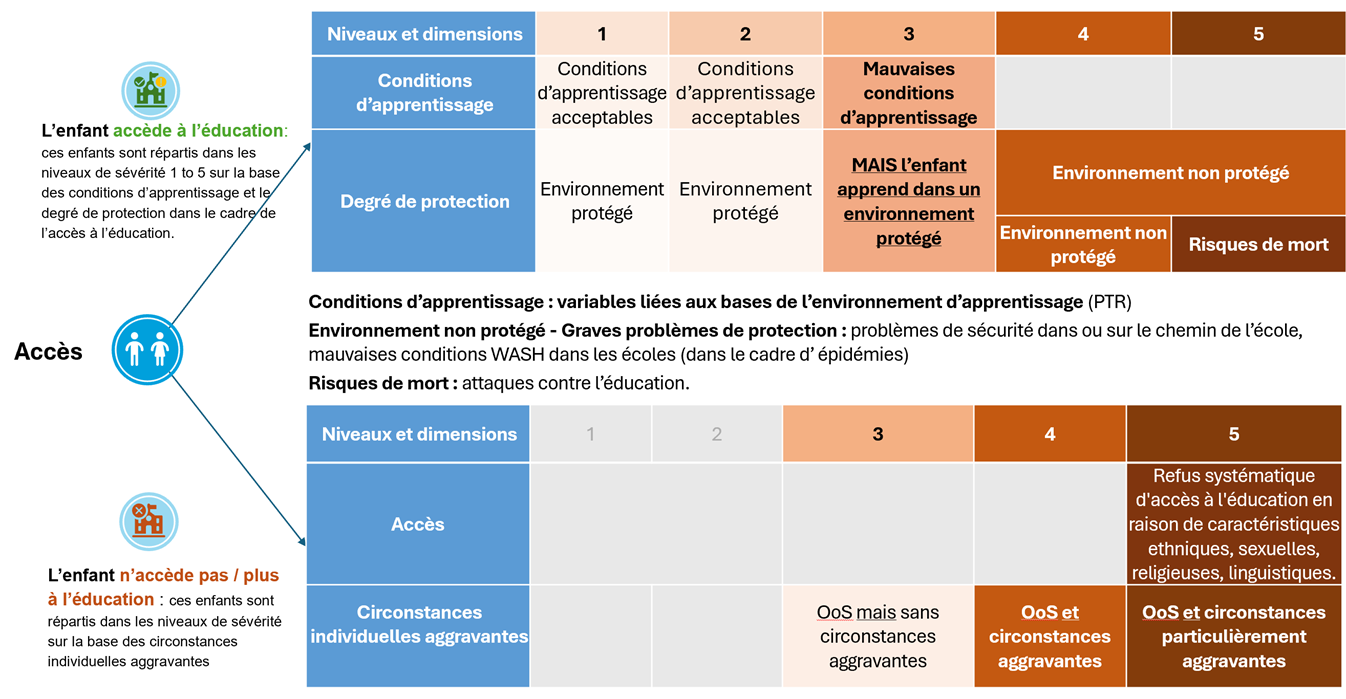 L'enfant accède à l'éducation:
ces enfants sont répartis dans les
niveaux de sévérité 1 to 5 sur la base
des conditions d'apprentissage et le
degré de protection dans le cadre de
l'accès à l'éducation.
Niveaux et dimensions
1
2
3
4
5
Conditions
d'apprentissage
Conditions
d'apprentissage
acceptables
Conditions
d'apprentissage
acceptables
Mauvaises
conditions
d'apprentissage
Degré de protection
Environnement
protégé
Environnement
protégé
MAIS l'enfant
apprend dans un
environnement
protégé
Environnement non protégé
Environnement non
protégé
Risques de mort
Conditions d'apprentissage : variables liées aux bases de l'environnement d'apprentissage (PTR)
Environnement non protégé - Graves problèmes de protection : problèmes de sécurité dans ou sur le chemin de l'école,
mauvaises conditions WASH dans les écoles (dans le cadre d' épidémies)
Risques de mort : attaques contre l'éducation.
Accès
L'enfant n'accède pas / plus
à l'éducation : ces enfants sont
répartis dans les niveaux de sévérité
sur la base des circonstances
individuelles aggravantes
Niveaux et dimensions
1
2
3
4
5
Accès
Refus systématique
d'accès à l'éducation en
raison de caractéristiques
ethniques, sexuelles,
religieuses, linguistiques.
Circonstances
individuelles aggravantes
OoS mais sans
circonstances
aggravantes
OoS et
circonstances
aggravantes
OoS et circonstances
particulièrement
aggravantes